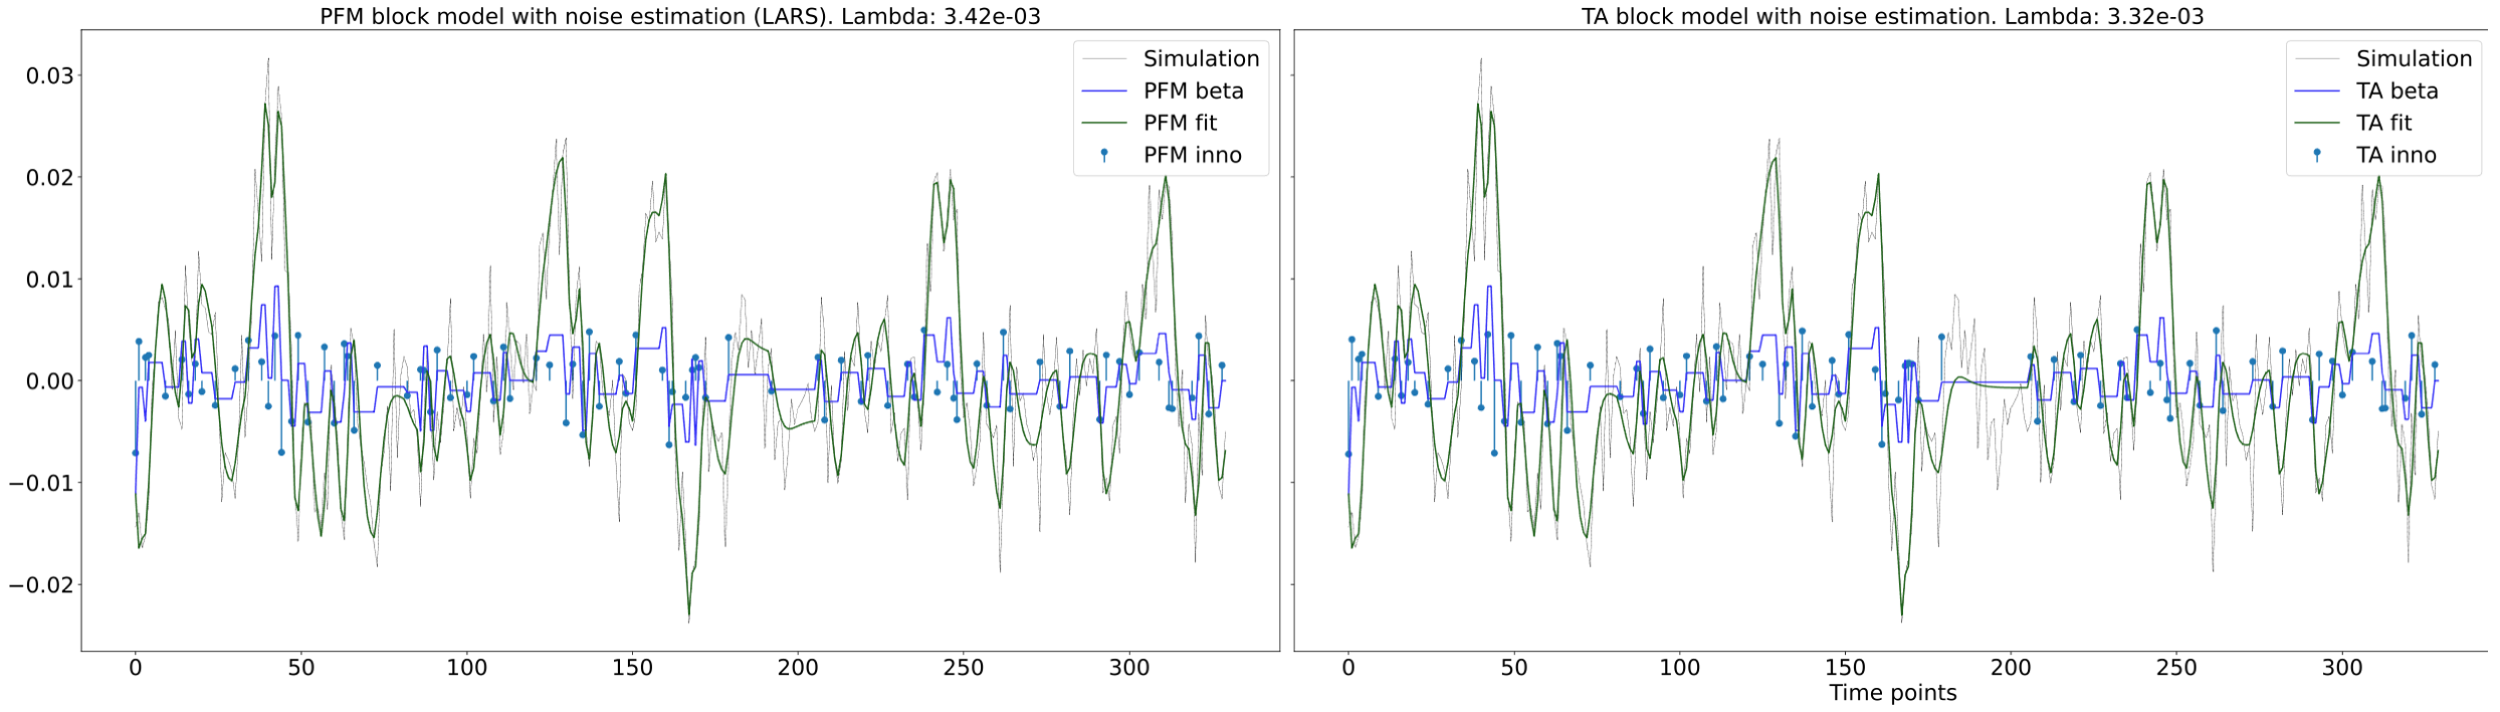 PFM block model with noise estimation (LARS). Lambda: 3.42e-03
Simulation
PFM beta
PFM fit
PFM inno
0.03
0.02
0.01
0.00
−0.01
−0.02
0 50 100 150 200 250 300
TA block model with noise estimation. Lambda: 3.32e-03
Simulation
TA beta
TA fit
TA inno
0 50 100 150 200 250 300
Time points